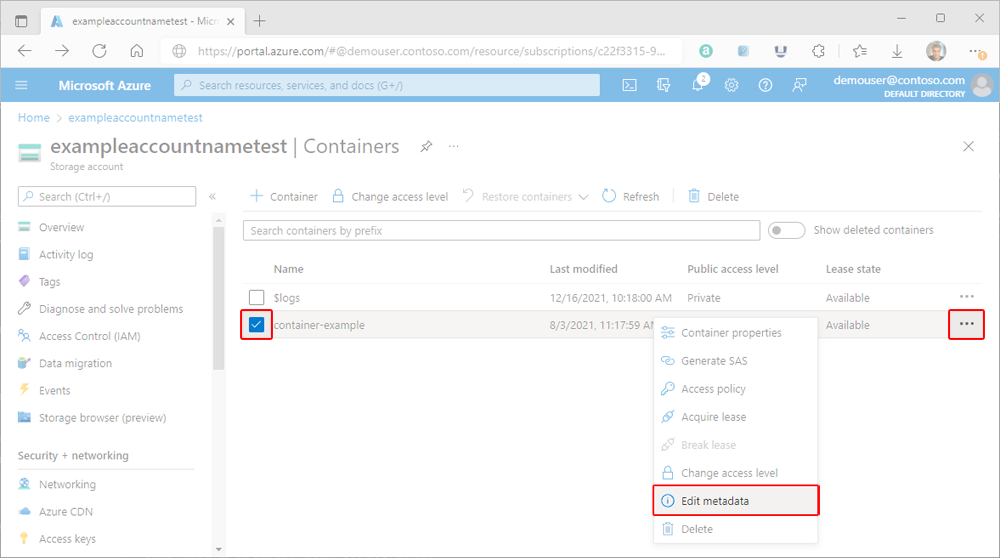 exampleaccountnametest - Micr
https://portal.azure.com/#@demouser.contoso.com/resource/subscriptions/c22f3315-9...
Microsoft Azure
Search resources, services, and docs (G+/)
2
demouser@contoso.com
DEFAULT DIRECTORY
Home > exampleaccountnametest
exampleaccountnametest | Containers
Storage account
Search (Ctrl+/)
Overview
Activity log
Tags
Diagnose and solve problems
Access Control (IAM)
Data migration
Events
Storage browser (preview)
Security + networking
Networking
Azure CDN
Access keys
Container Change access level Restore containers Refresh Delete
Search containers by prefix
Show deleted containers
Name Last modified Public access level Lease state
$logs 12/16/2021, 10:18:00 AM Private Available
container-example 8/3/2021, 11:17:59 AM Available
Container properties
Generate SAS
Access policy
Acquire lease
Break lease
Change access level
Edit metadata
Delete